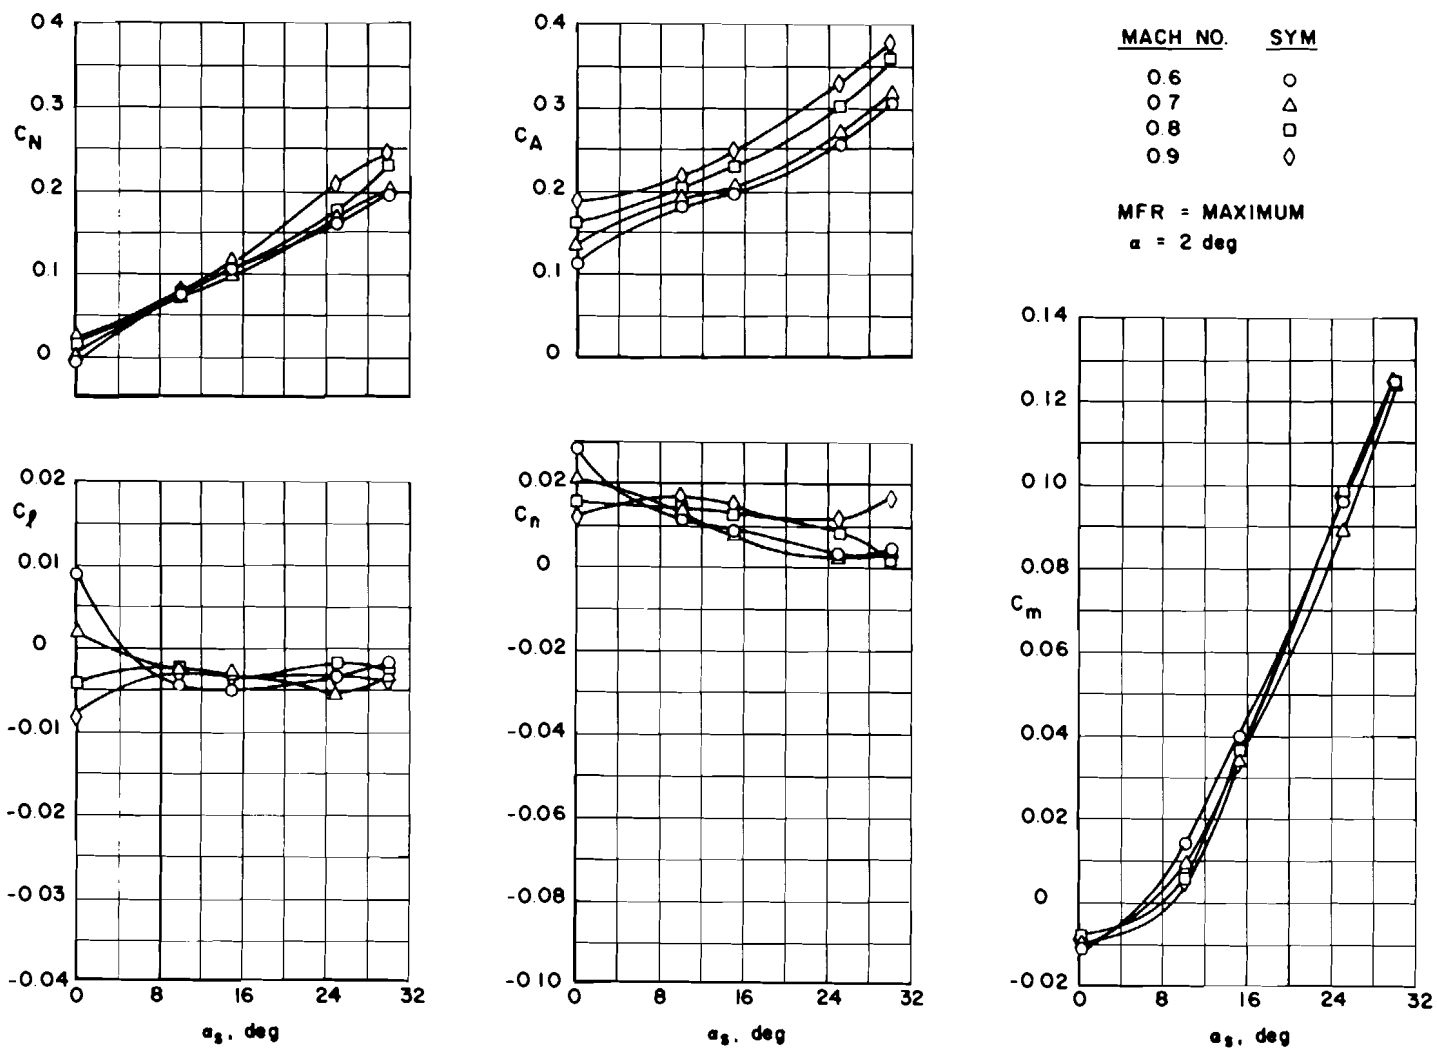 0.4
0.3
C_N
0.2
0.1
0
0.4
0.3
C_A
0.2
0.1
0
MACH NO. SYM
0.6 ○
0.7 △
0.8 □
0.9 ◇
MFR = MAXIMUM
α = 2 deg
0.02
C_ℓ
0.01
0
-0.01
-0.02
-0.03
-0.04
0 8 16 24 32
α_s, deg
0.02
C_n
0
-0.02
-0.04
-0.06
-0.08
-0.10
0 8 16 24 32
α_s, deg
0.14
0.12
0.10
0.08
C_m
0.06
0.04
0.02
0
-0.02
0 8 16 24 32
α_s, deg